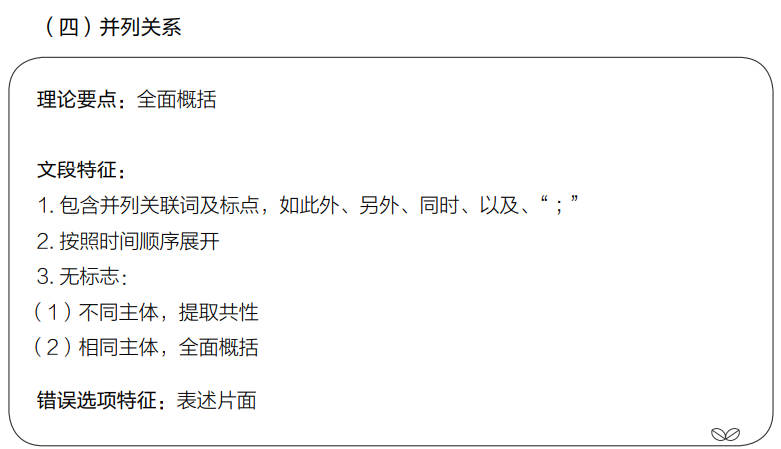 （四）并列关系
理论要点：全面概括
文段特征：
1. 包含并列关联词及标点，如此外、另外、同时、以及、“；”
2. 按照时间顺序展开
3. 无标志：
（1）不同主体，提取共性
（2）相同主体，全面概括
错误选项特征：表述片面